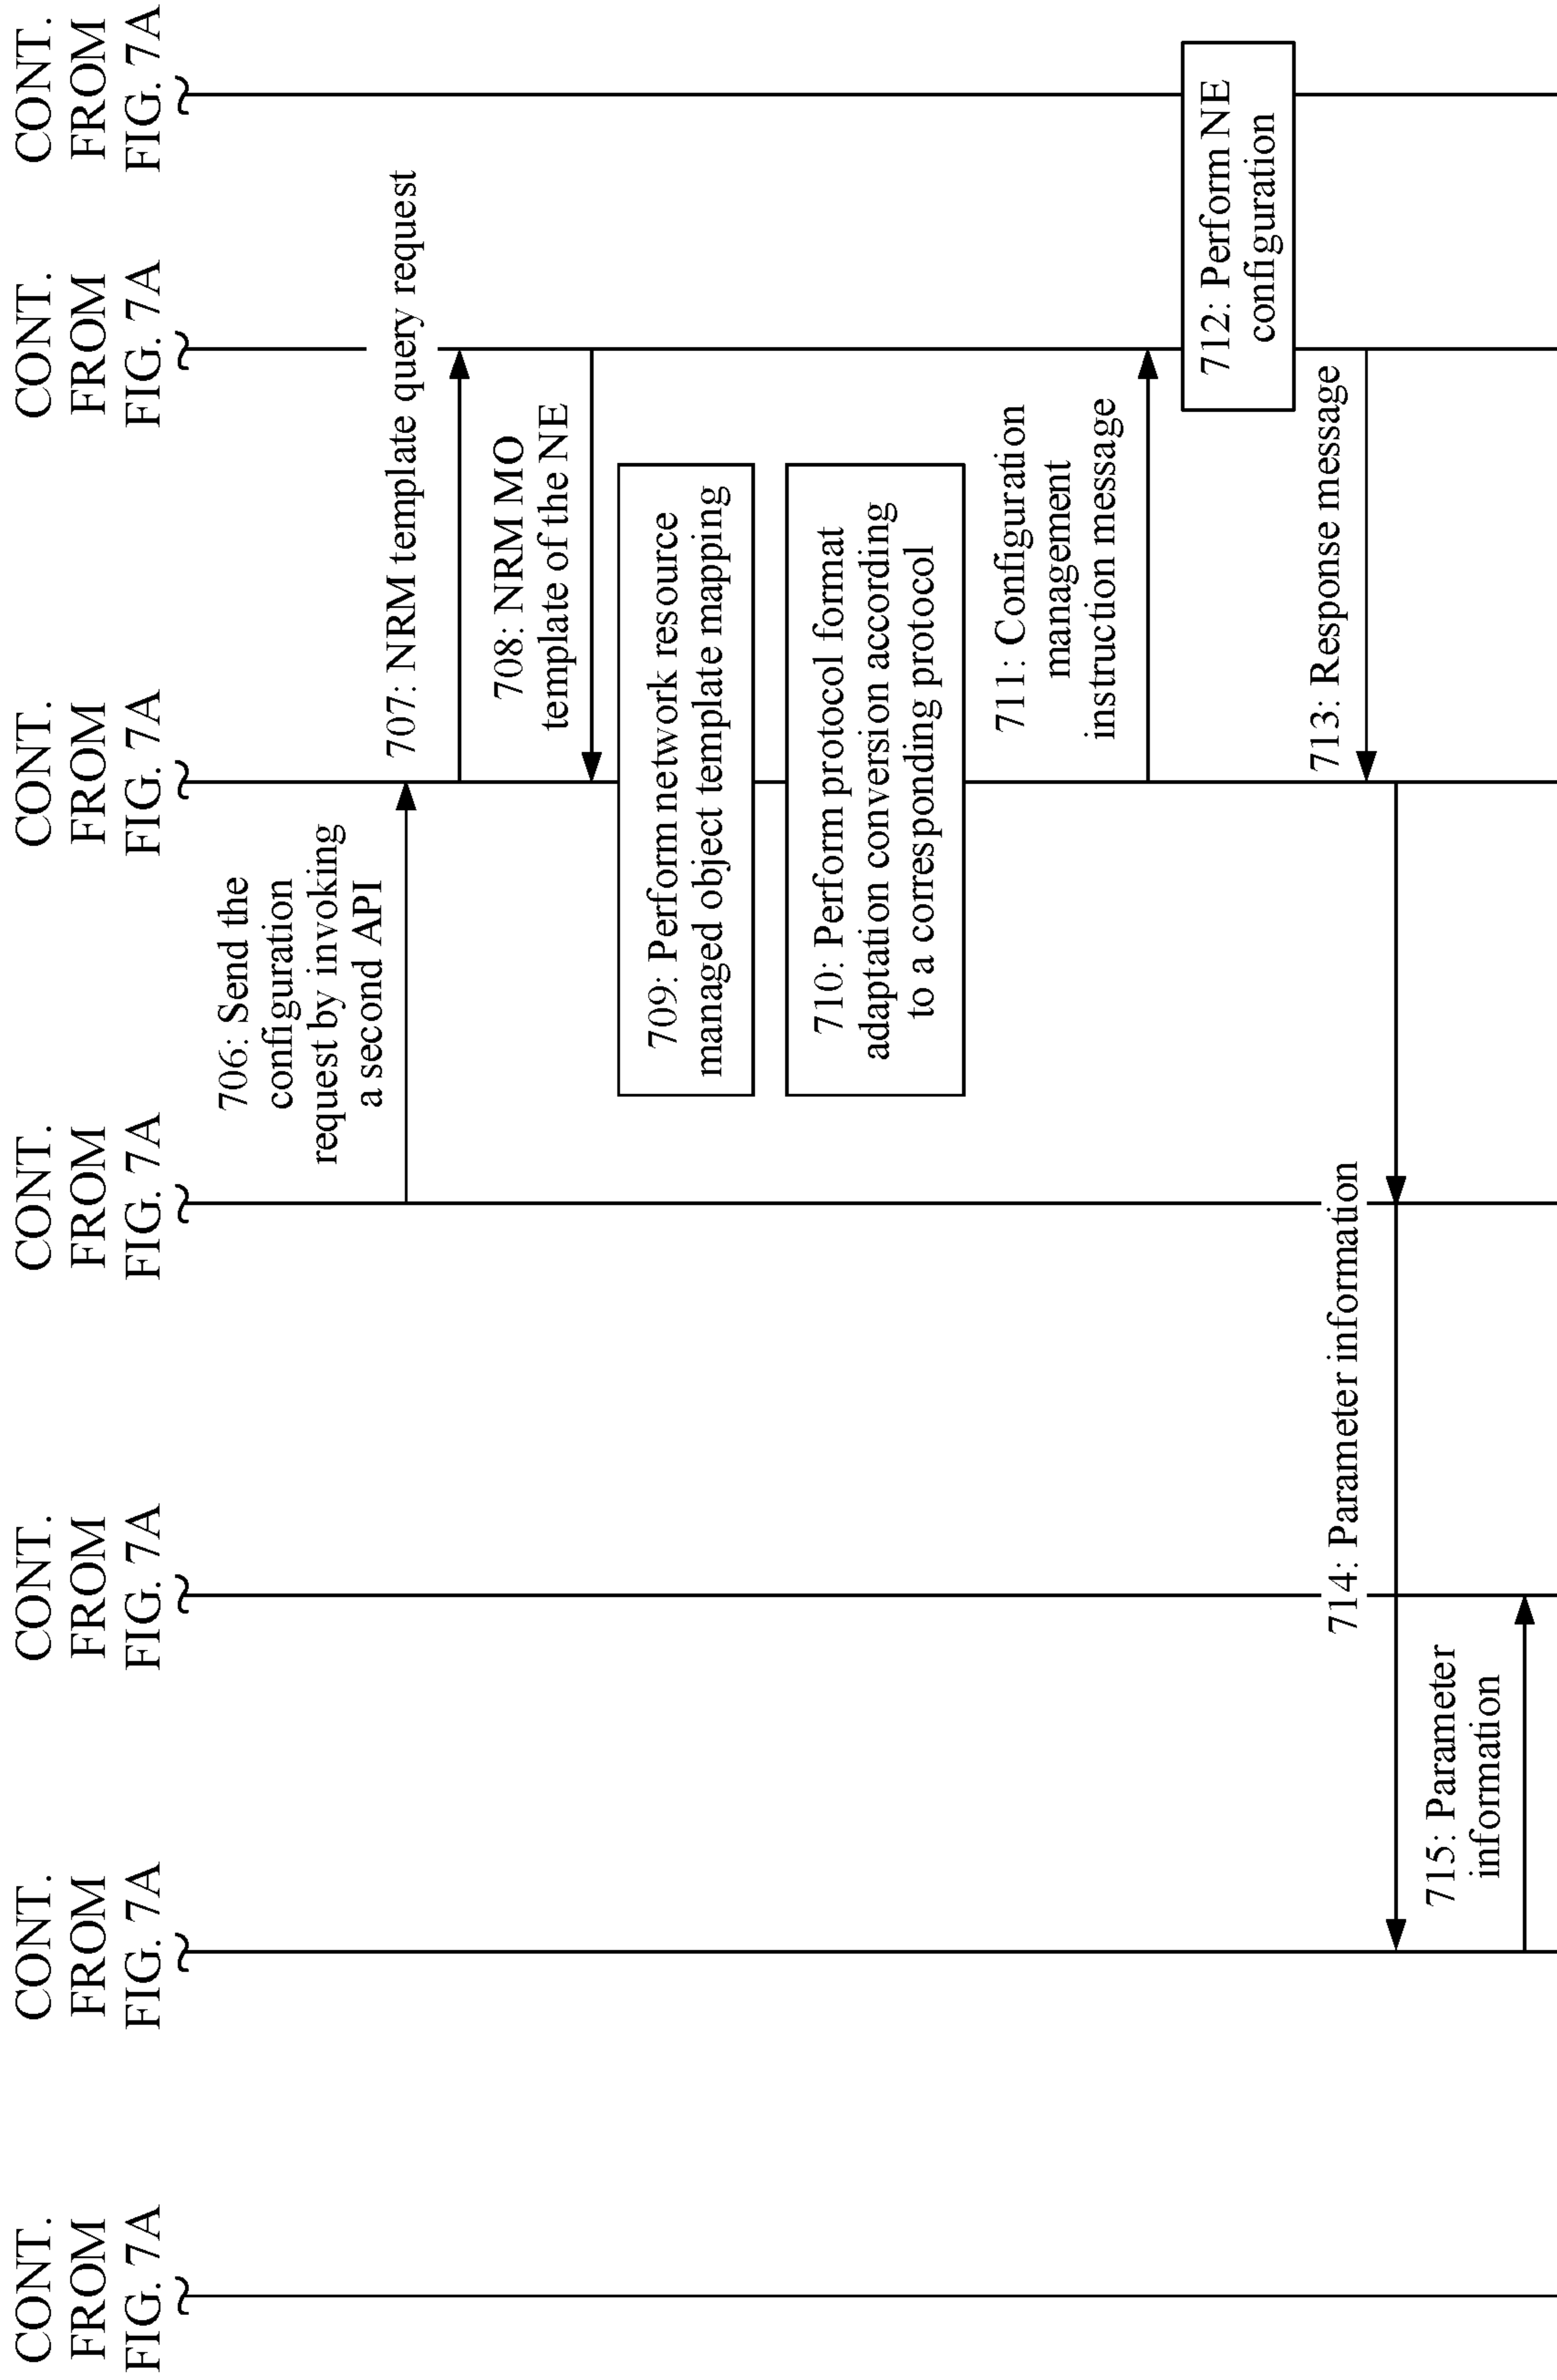 CONT.
FROM
FIG. 7A
CONT.
FROM
FIG. 7A
CONT.
FROM
FIG. 7A
CONT.
FROM
FIG. 7A
CONT.
FROM
FIG. 7A
CONT.
FROM
FIG. 7A
CONT.
FROM
FIG. 7A
706: Send the
configuration
request by invoking
a second API
707: NRM template query request
708: NRM MO
template of the NE
709: Perform network resource
managed object template mapping
710: Perform protocol format
adaptation conversion according
to a corresponding protocol
711: Configuration
management
instruction message
712: Perform NE
configuration
713: Response message
714: Parameter information
715: Parameter
information